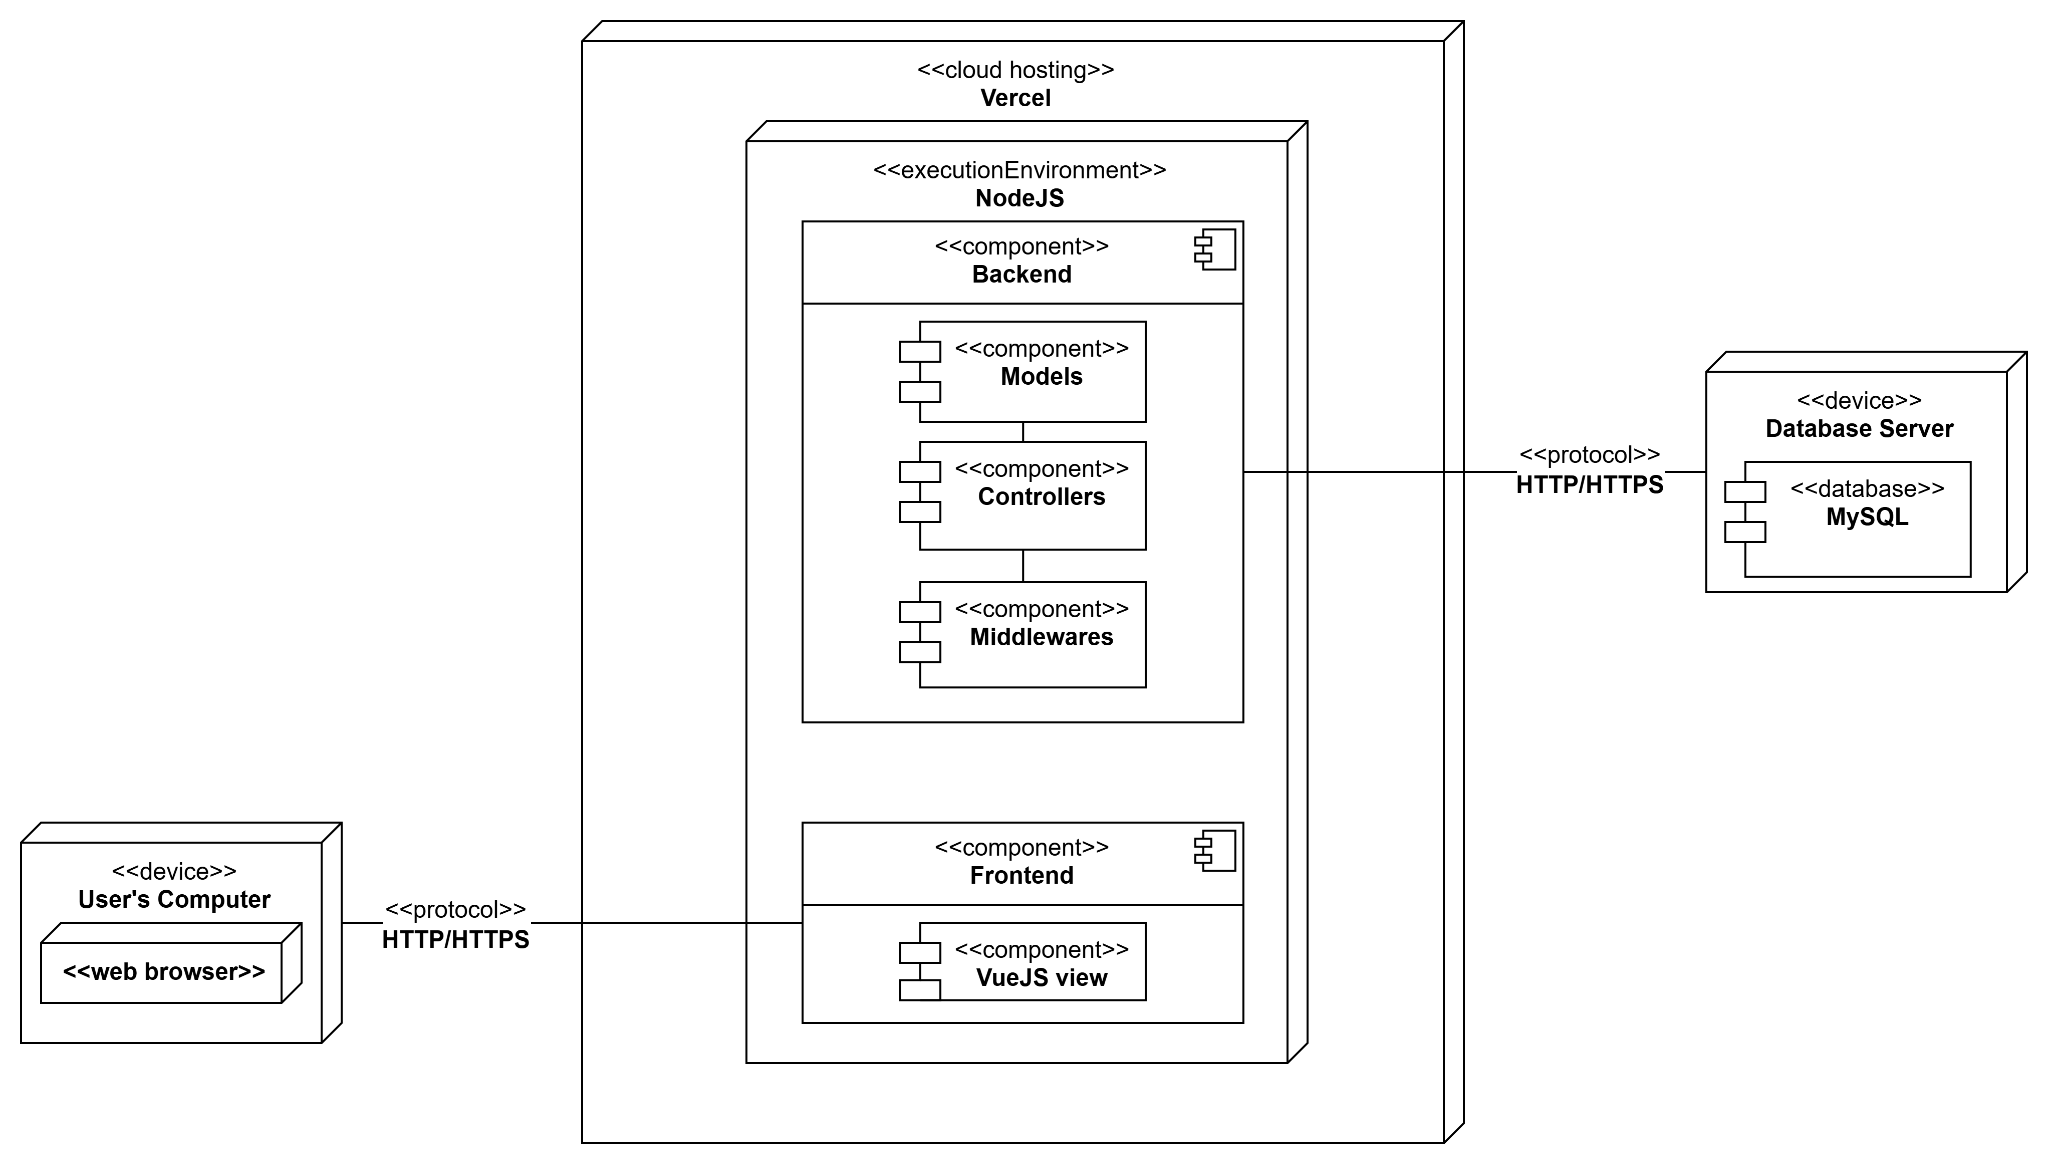 <<cloud hosting>>
Vercel
<<executionEnvironment>>
NodeJS
<<component>>
Backend
<<component>>
Models
<<component>>
Controllers
<<component>>
Middlewares
<<protocol>>
HTTP/HTTPS
<<device>>
Database Server
<<database>>
MySQL
<<device>>
User's Computer
<<web browser>>
<<protocol>>
HTTP/HTTPS
<<component>>
Frontend
<<component>>
VueJS view